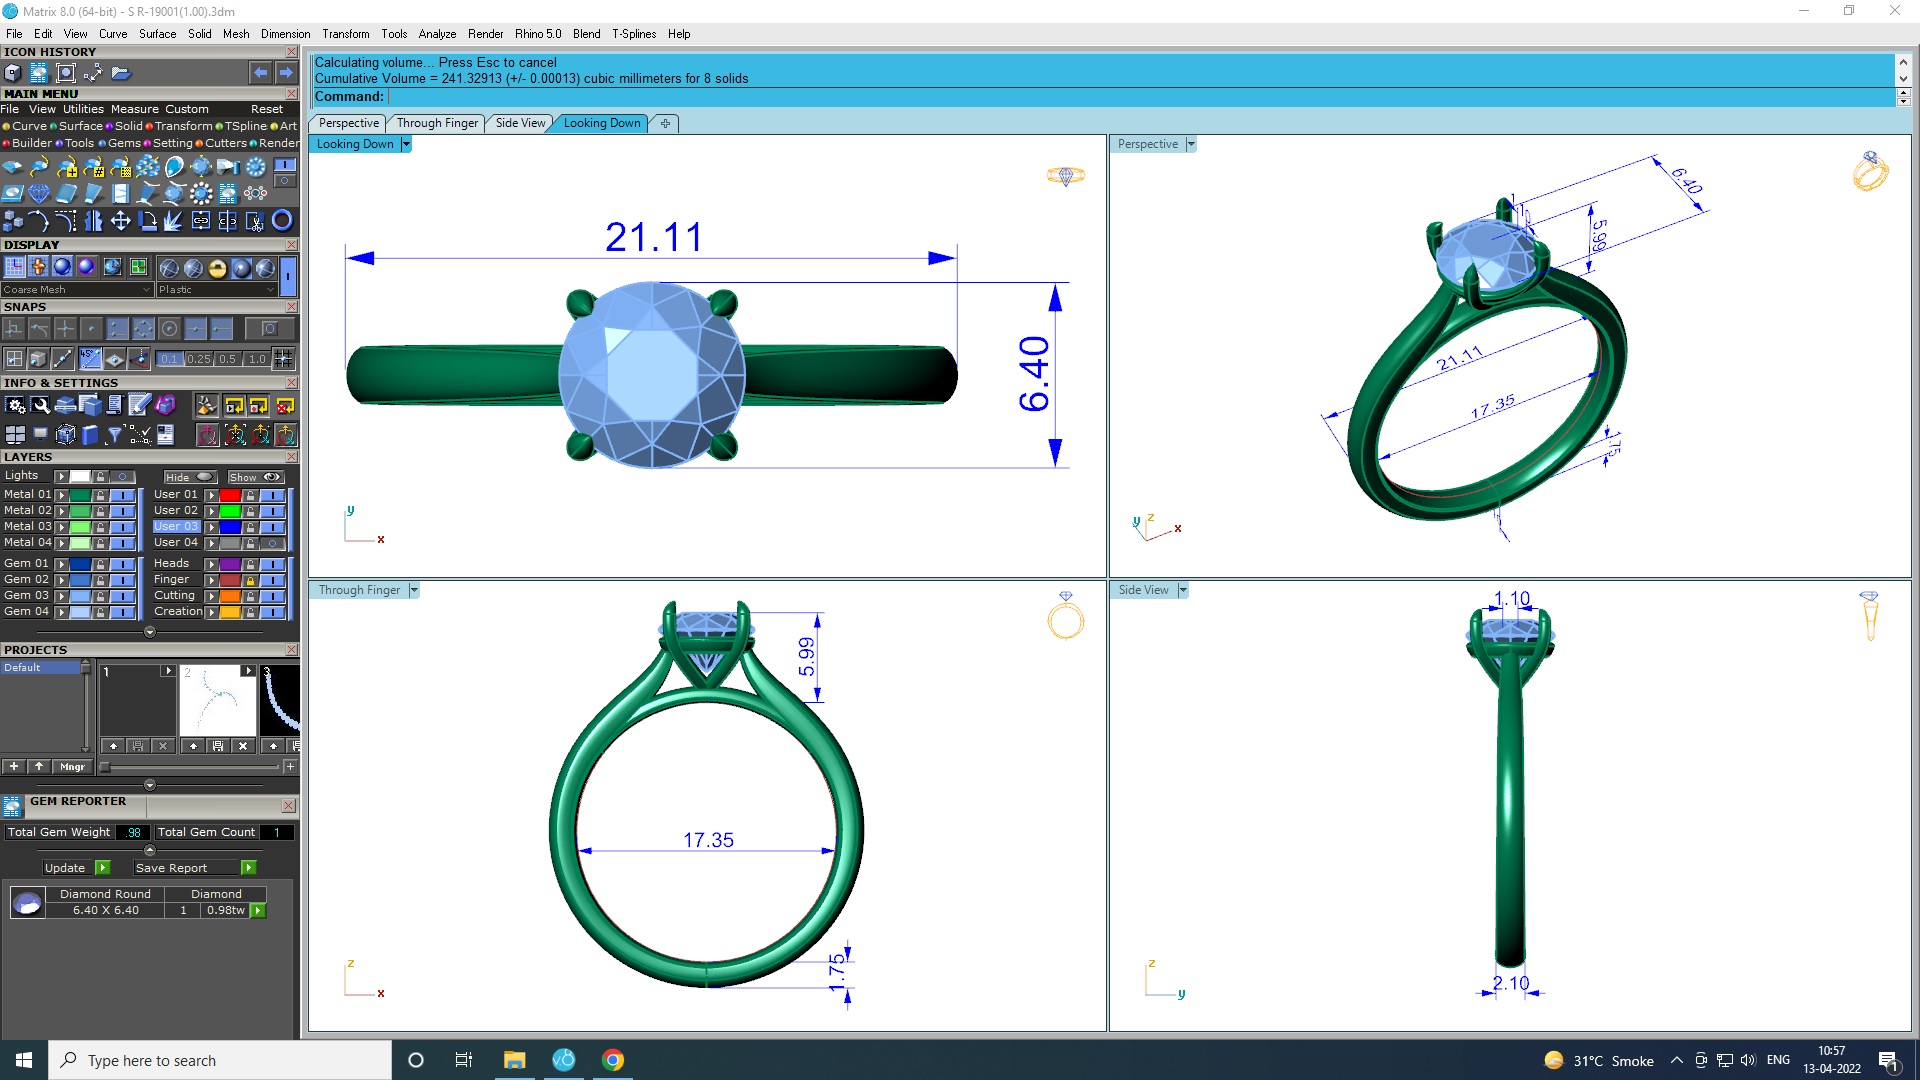 Matrix 8.0 (64-bit) - S R-19001(1.00).3dm
File Edit View Curve Surface Solid Mesh Dimension Transform Tools Analyze Render Rhino 5.0 Blend T-Splines Help
ICON HISTORY
MAIN MENU
File View Utilities Measure Custom Reset
Curve Surface Solid Transform TSpline Art
Builder Tools Gems Setting Cutters Render
DISPLAY
Coarse Mesh Plastic
SNAPS
45°
0.1 0.25 0.5 1.0
INFO & SETTINGS
LAYERS
Lights Hide Show
Metal 01 User 01
Metal 02 User 02
Metal 03 User 03
Metal 04 User 04
Gem 01 Heads
Gem 02 Finger
Gem 03 Cutting
Gem 04 Creation
PROJECTS
Default
1 2 3
Mngr
GEM REPORTER
Total Gem Weight .98 Total Gem Count 1
Update Save Report
Diamond Round Diamond
6.40 X 6.40 1 0.98tw
Calculating volume... Press Esc to cancel
Cumulative Volume = 241.32913 (+/- 0.00013) cubic millimeters for 8 solids
Command:
Perspective Through Finger Side View Looking Down
Looking Down
21.11
6.40
y
x
Perspective
6.40
5.99
21.11
17.35
1.75
y z x
Through Finger
5.99
17.35
1.75
z
x
Side View
1.10
2.10
z
y
Type here to search
31°C Smoke
ENG
10:57
13-04-2022
1